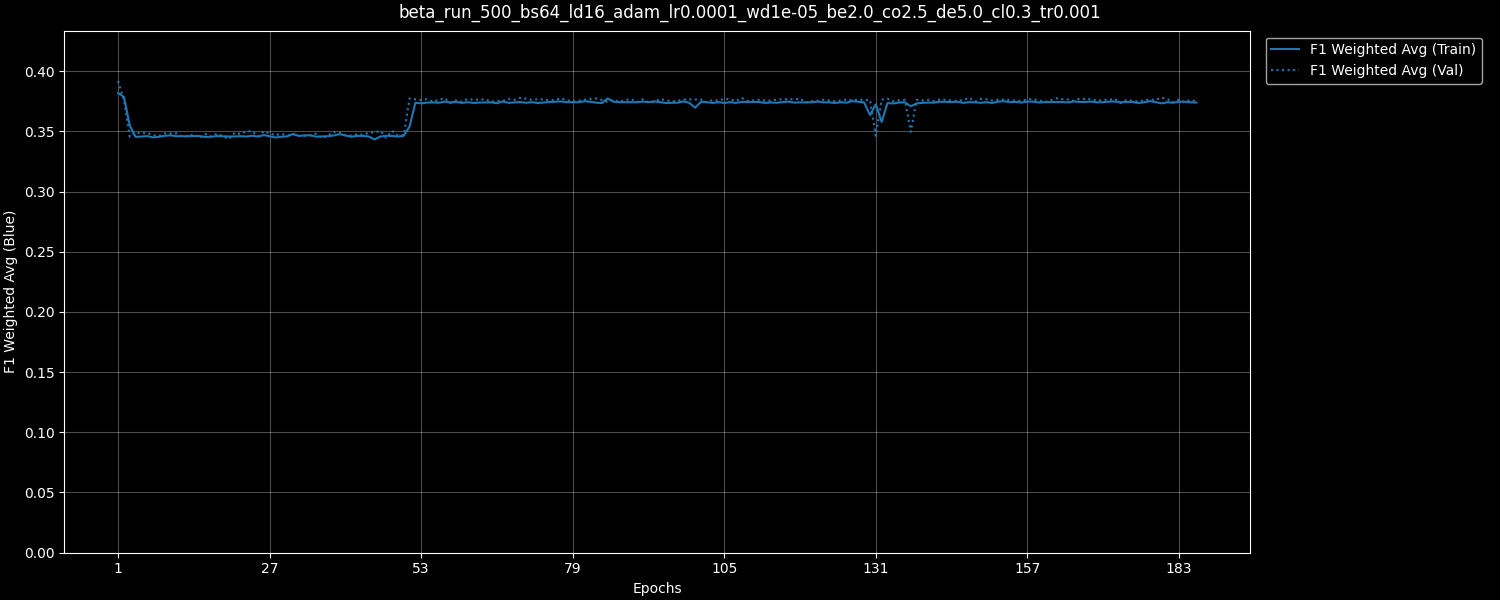 beta_run_500_bs64_ld16_adam_lr0.0001_wd1e-05_be2.0_co2.5_de5.0_cl0.3_tr0.001
F1 Weighted Avg (Train)
F1 Weighted Avg (Val)
F1 Weighted Avg (Blue)
0.40
0.35
0.30
0.25
0.20
0.15
0.10
0.05
0.00
1 27 53 79 105 131 157 183
Epochs